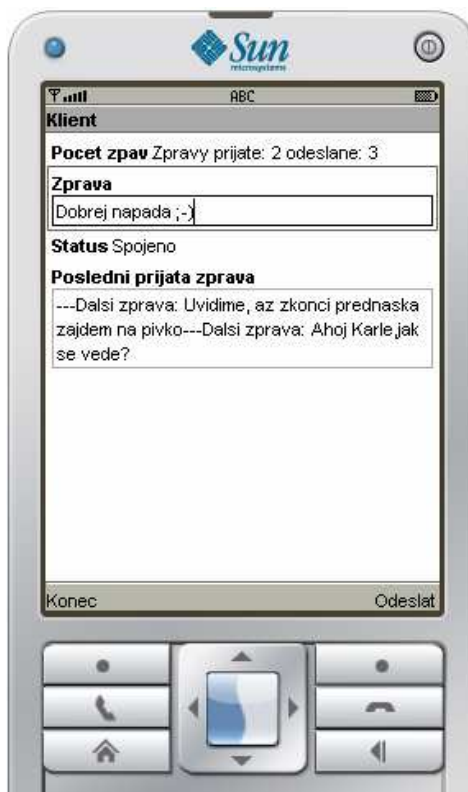 Sun
microsystems
ABC
Klient
Pocet zpav Zpravy prijate: 2 odeslane: 3
Zprava
Dobrej napada ;-)
Status Spojeno
Posledni prijata zprava
---Dalsi zprava: Uvidime, az zkonci prednaska
zajdem na pivko---Dalsi zprava: Ahoj Karle,jak
se vede?
Konec
Odeslat